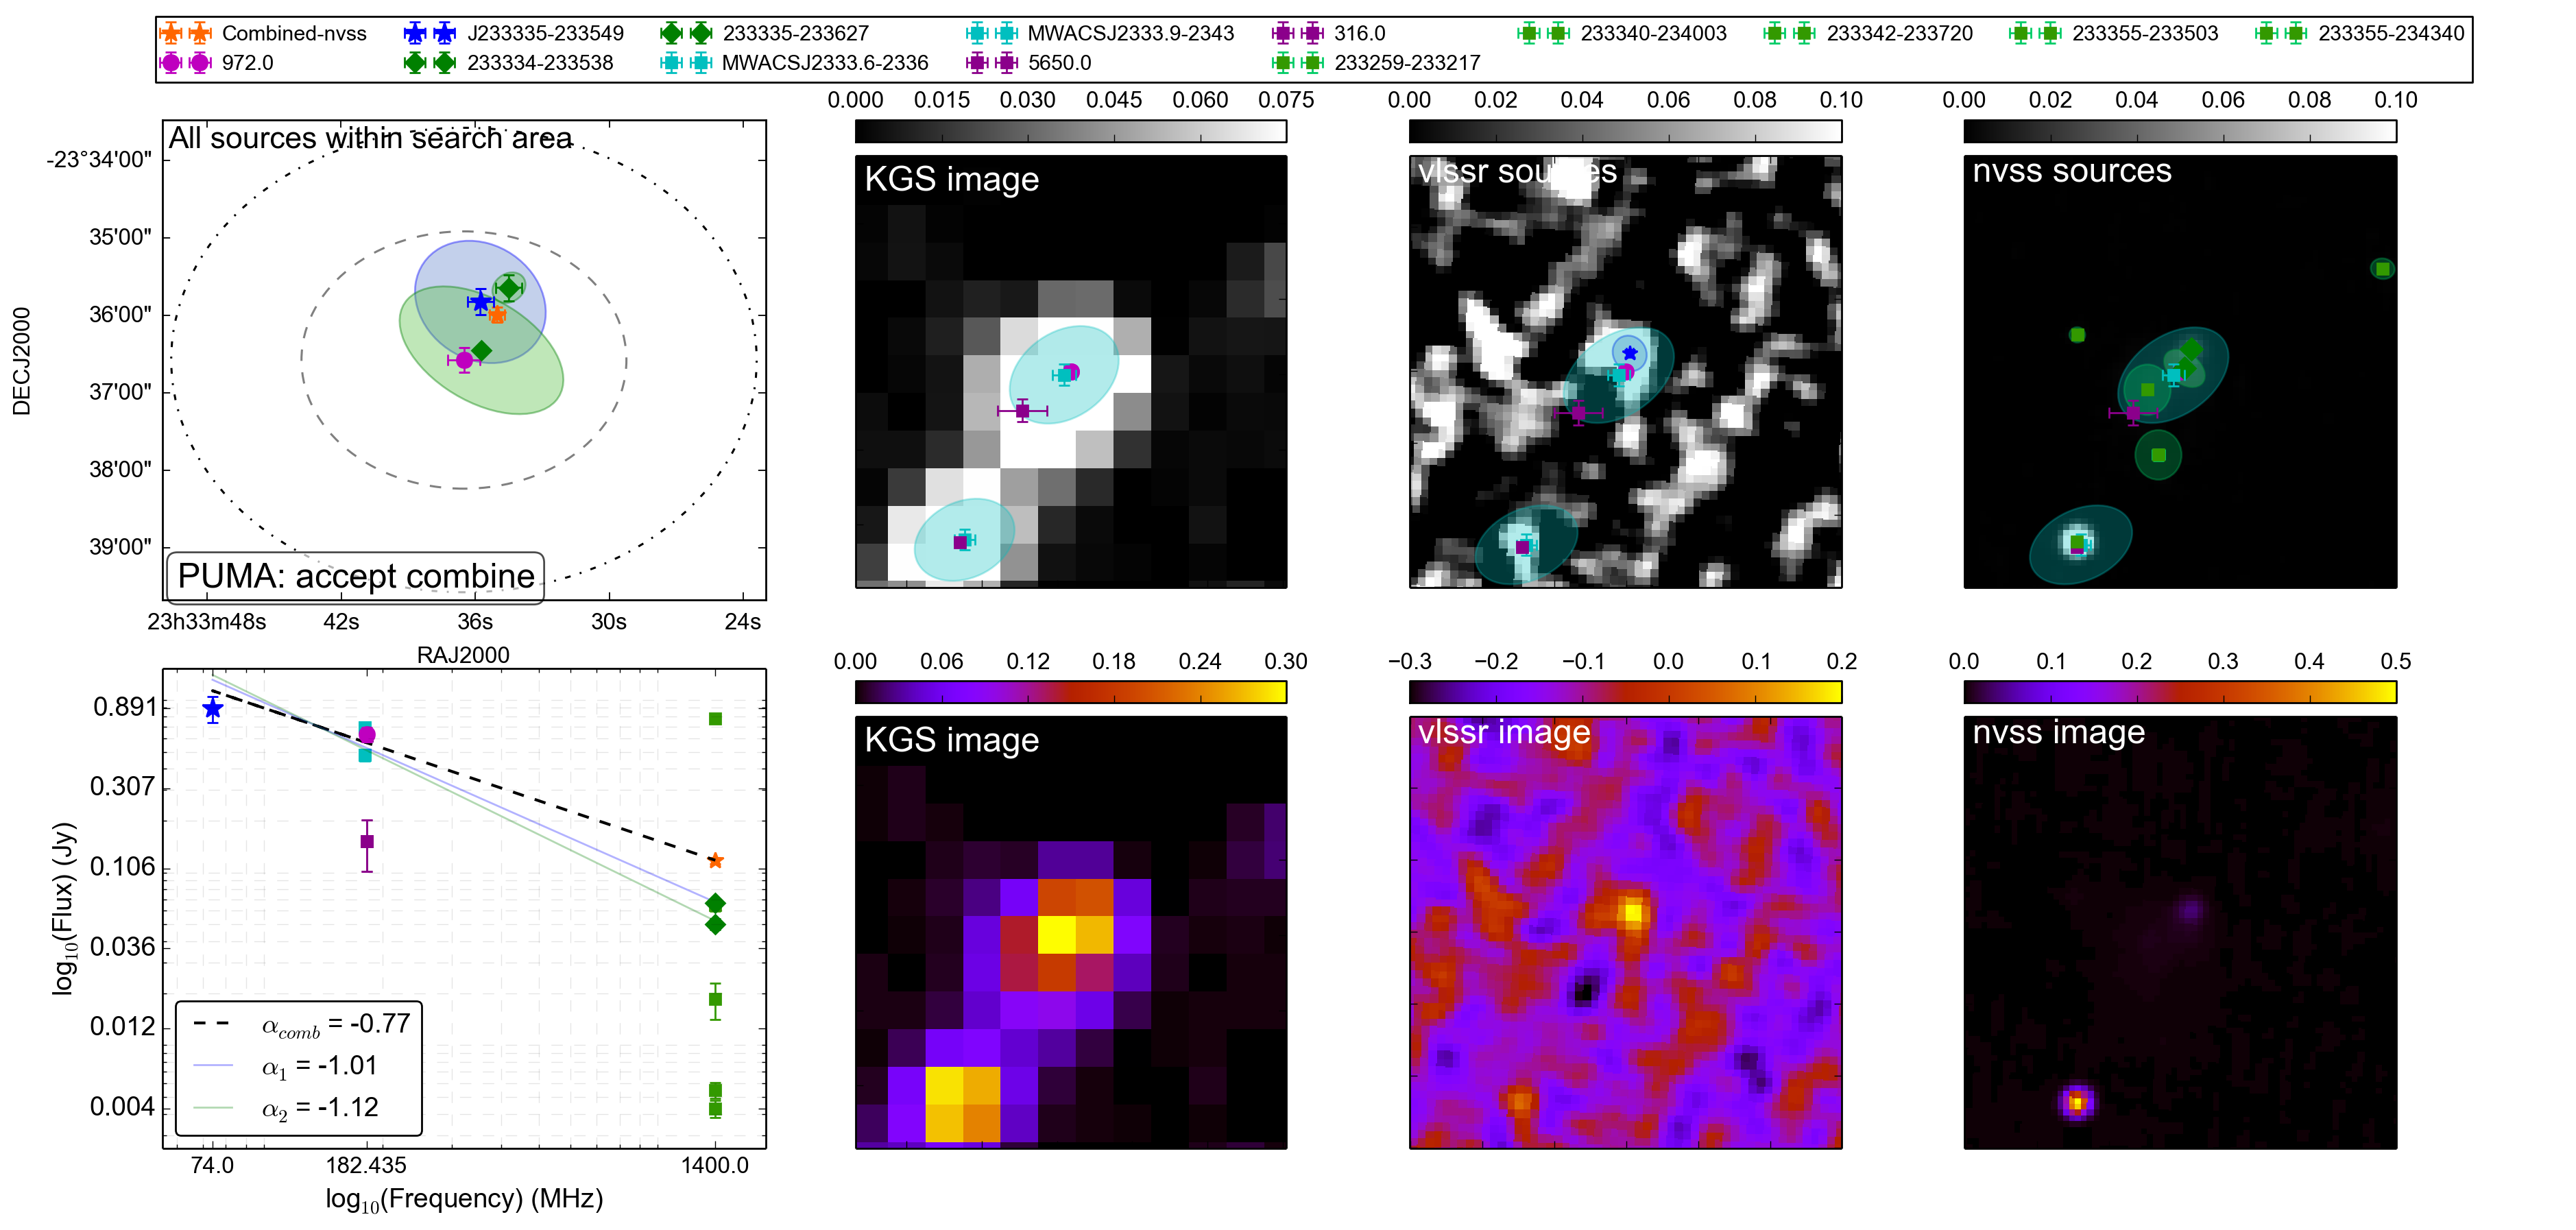 Combined-nvss J233335-233549 233335-233627 MWACSJ2333.9-2343 316.0 233340-234003 233342-233720 233355-233503 233355-234340
972.0 233334-233538 MWACSJ2333.6-2336 5650.0 233259-233217
0.000 0.015 0.030 0.045 0.060 0.075 0.00 0.02 0.04 0.06 0.08 0.10 0.00 0.02 0.04 0.06 0.08 0.10
All sources within search area
KGS image
vlssr sources
nvss sources
-23°34'00"
35'00"
36'00"
37'00"
38'00"
39'00"
DECJ2000
PUMA: accept combine
23h33m48s 42s 36s 30s 24s
RAJ2000
0.00 0.06 0.12 0.18 0.24 0.30 −0.3 −0.2 −0.1 0.0 0.1 0.2 0.0 0.1 0.2 0.3 0.4 0.5
KGS image
vlssr image
nvss image
0.891
0.307
0.106
0.036
0.012
0.004
log10(Flux) (Jy)
αcomb = -0.77
α1 = -1.01
α2 = -1.12
74.0 182.435 1400.0
log10(Frequency) (MHz)